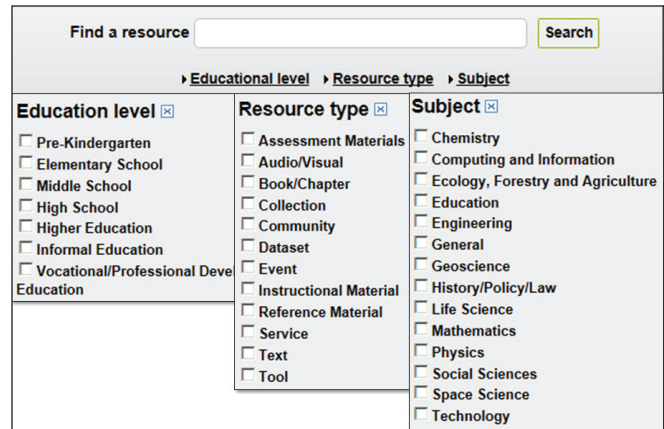 Find a resource
Search
Educational level
Resource type
Subject
Education level
Pre-Kindergarten
Elementary School
Middle School
High School
Higher Education
Informal Education
Vocational/Professional Devel
Education
Resource type
Assessment Materials
Audio/Visual
Book/Chapter
Collection
Community
Dataset
Event
Instructional Material
Reference Material
Service
Text
Tool
Subject
Chemistry
Computing and Information
Ecology, Forestry and Agriculture
Education
Engineering
General
Geoscience
History/Policy/Law
Life Science
Mathematics
Physics
Social Sciences
Space Science
Technology